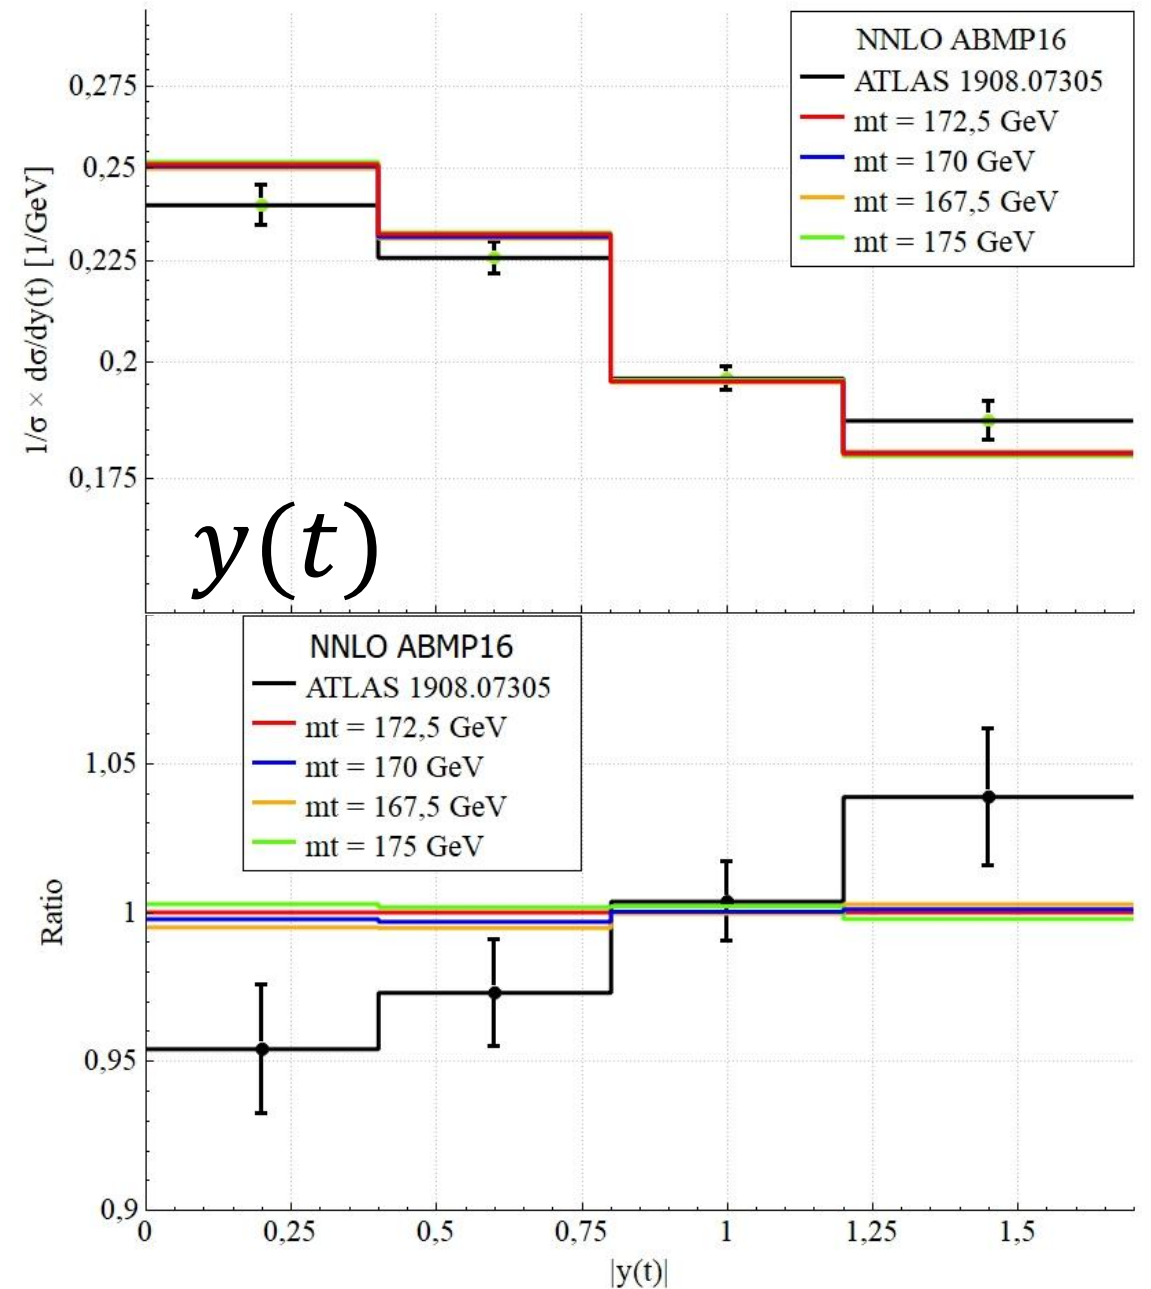 NNLO ABMP16
ATLAS 1908.07305
mt = 172,5 GeV
mt = 170 GeV
mt = 167,5 GeV
mt = 175 GeV
1/σ × dσ/dy(t) [1/GeV]
0,275
0,25
0,225
0,2
0,175
y(t)
NNLO ABMP16
ATLAS 1908.07305
mt = 172,5 GeV
mt = 170 GeV
mt = 167,5 GeV
mt = 175 GeV
Ratio
1,05
1
0,95
0,9
0 0,25 0,5 0,75 1 1,25 1,5
|y(t)|